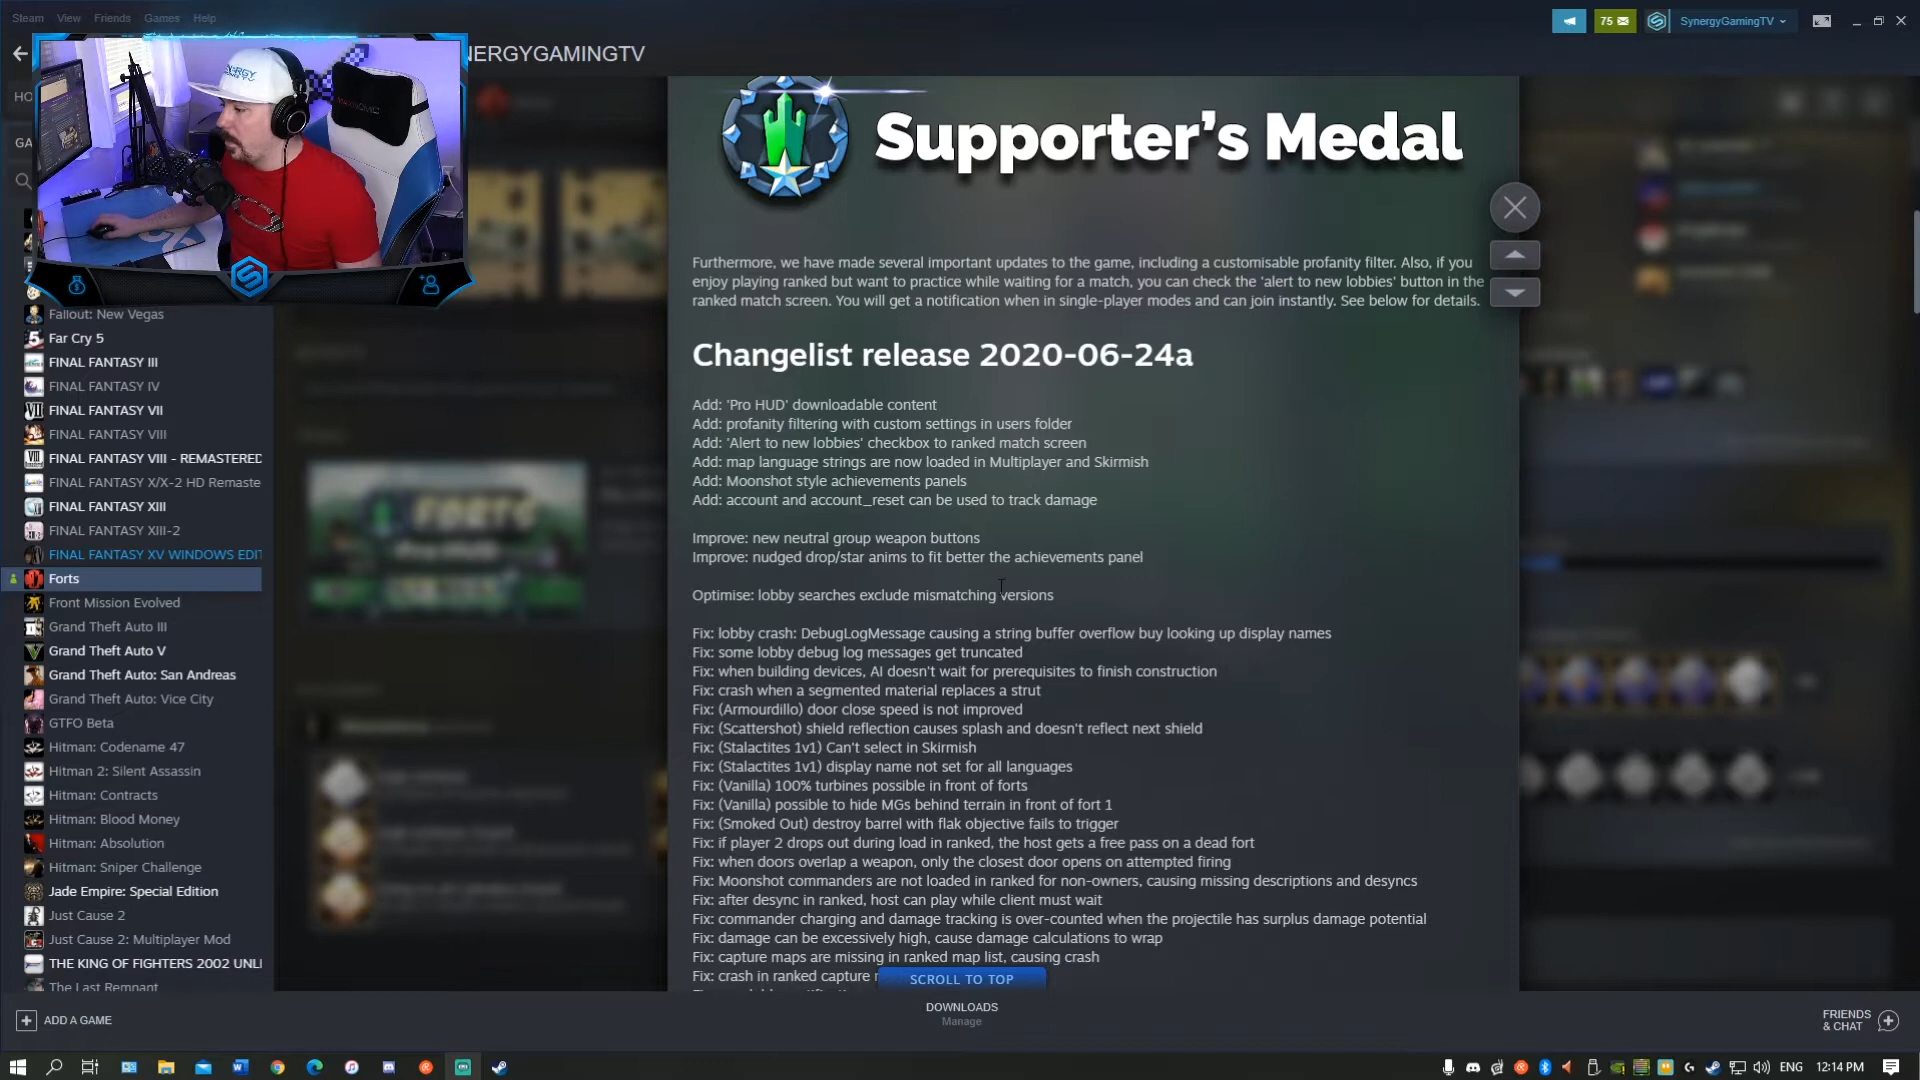 Steam View Friends Games Help
75
SynergyGamingTV
NERGYGAMINGTV
HO
GA
Supporter's Medal
Furthermore, we have made several important updates to the game, including a customisable profanity filter. Also, if you
enjoy playing ranked but want to practice while waiting for a match, you can check the 'alert to new lobbies' button in the
ranked match screen. You will get a notification when in single-player modes and can join instantly. See below for details.
Changelist release 2020-06-24a
Add: 'Pro HUD' downloadable content
Add: profanity filtering with custom settings in users folder
Add: 'Alert to new lobbies' checkbox to ranked match screen
Add: map language strings are now loaded in Multiplayer and Skirmish
Add: Moonshot style achievements panels
Add: account and account_reset can be used to track damage
Improve: new neutral group weapon buttons
Improve: nudged drop/star anims to fit better the achievements panel
Optimise: lobby searches exclude mismatching versions
Fix: lobby crash: DebugLogMessage causing a string buffer overflow buy looking up display names
Fix: some lobby debug log messages get truncated
Fix: when building devices, AI doesn't wait for prerequisites to finish construction
Fix: crash when a segmented material replaces a strut
Fix: (Armourdillo) door close speed is not improved
Fix: (Scattershot) shield reflection causes splash and doesn't reflect next shield
Fix: (Stalactites 1v1) Can't select in Skirmish
Fix: (Stalactites 1v1) display name not set for all languages
Fix: (Vanilla) 100% turbines possible in front of forts
Fix: (Vanilla) possible to hide MGs behind terrain in front of fort 1
Fix: (Smoked Out) destroy barrel with flak objective fails to trigger
Fix: if player 2 drops out during load in ranked, the host gets a free pass on a dead fort
Fix: when doors overlap a weapon, only the closest door opens on attempted firing
Fix: Moonshot commanders are not loaded in ranked for non-owners, causing missing descriptions and desyncs
Fix: after desync in ranked, host can play while client must wait
Fix: commander charging and damage tracking is over-counted when the projectile has surplus damage potential
Fix: damage can be excessively high, cause damage calculations to wrap
Fix: capture maps are missing in ranked map list, causing crash
Fix: crash in ranked capture
SCROLL TO TOP
Fallout: New Vegas
Far Cry 5
FINAL FANTASY III
FINAL FANTASY IV
FINAL FANTASY VII
FINAL FANTASY VIII
FINAL FANTASY VIII - REMASTERED
FINAL FANTASY X/X-2 HD Remaste
FINAL FANTASY XIII
FINAL FANTASY XIII-2
FINAL FANTASY XV WINDOWS EDIT
Forts
Front Mission Evolved
Grand Theft Auto III
Grand Theft Auto V
Grand Theft Auto: San Andreas
Grand Theft Auto: Vice City
GTFO Beta
Hitman: Codename 47
Hitman 2: Silent Assassin
Hitman: Contracts
Hitman: Blood Money
Hitman: Absolution
Hitman: Sniper Challenge
Jade Empire: Special Edition
Just Cause 2
Just Cause 2: Multiplayer Mod
THE KING OF FIGHTERS 2002 UNLI
The Last Remnant
FORTS
Pro HUD
ADD A GAME
DOWNLOADS
Manage
FRIENDS
& CHAT
ENG
12:14 PM